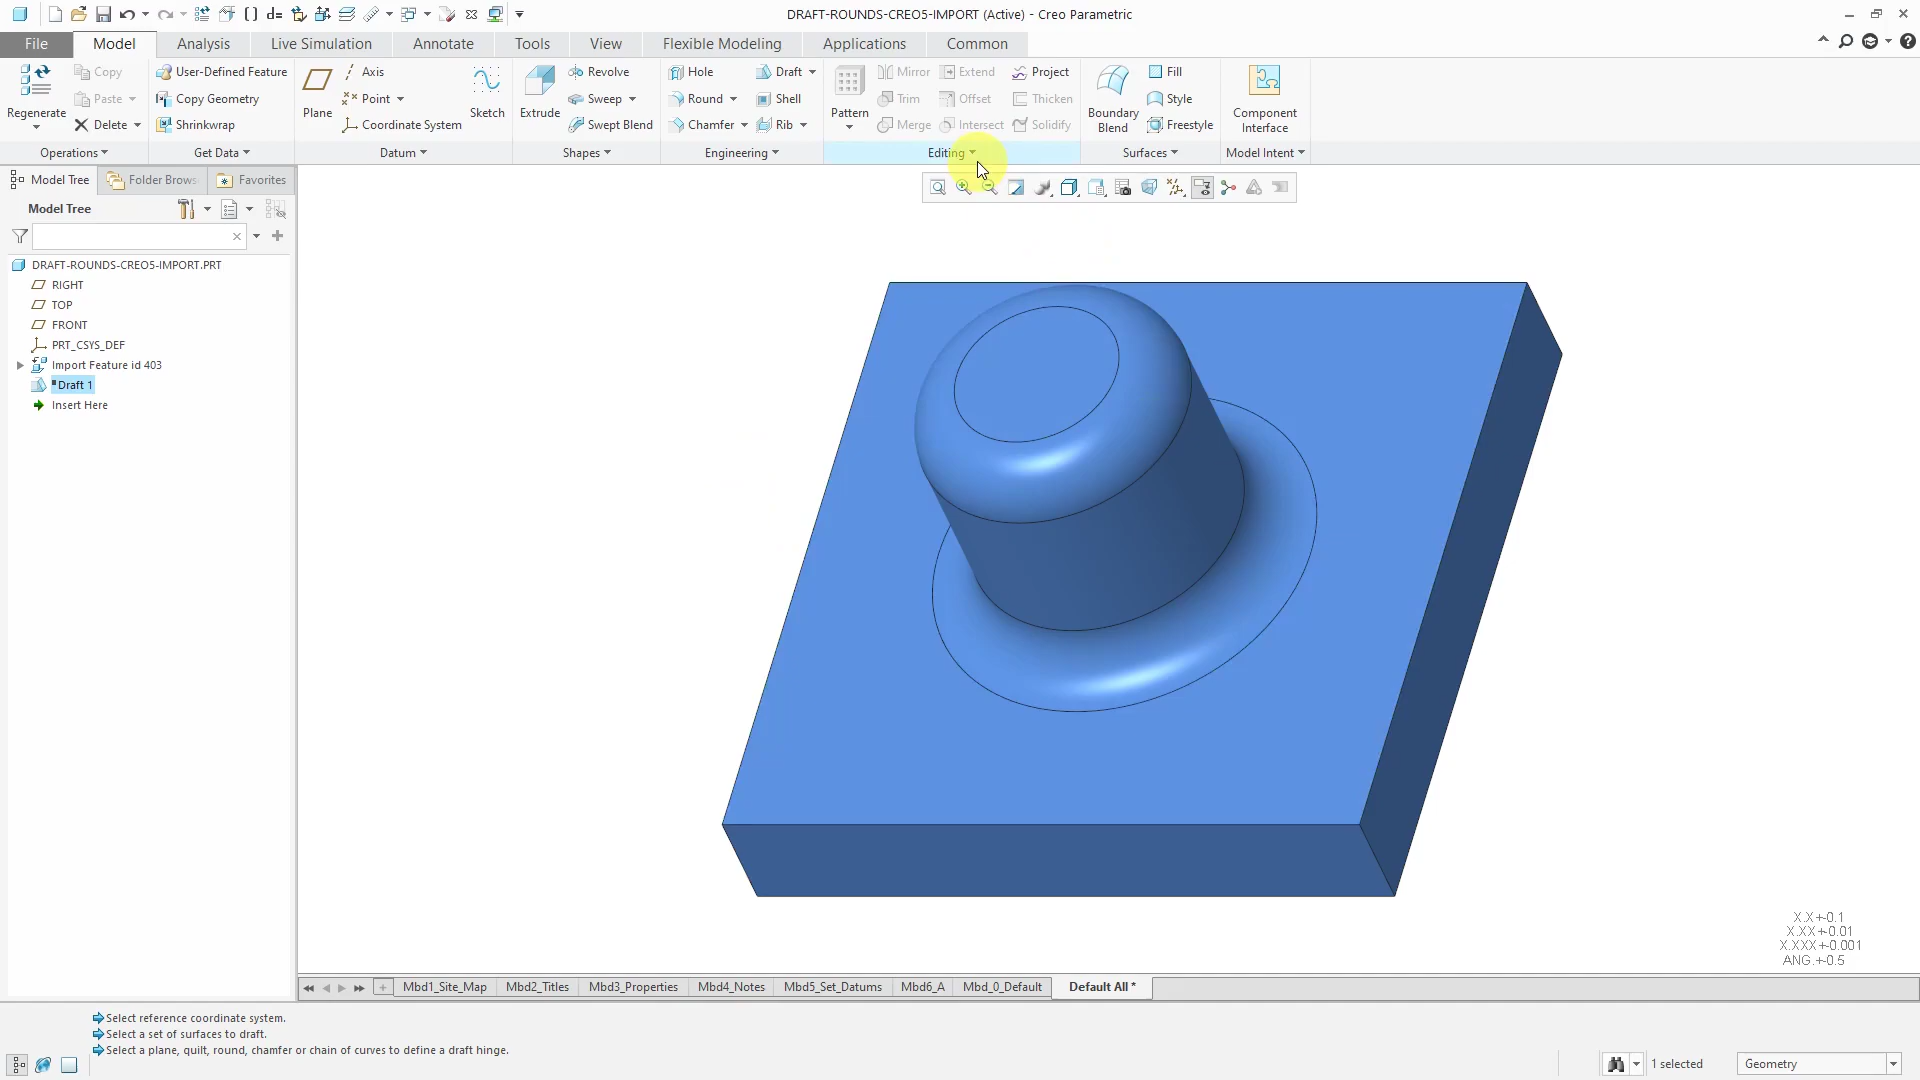 DRAFT-ROUNDS-CREO5-IMPORT (Active) - Creo Parametric
File Model Analysis Live Simulation Annotate Tools View Flexible Modeling Applications Common
Regenerate
Copy
Paste
Delete
Operations
User-Defined Feature
Copy Geometry
Shrinkwrap
Get Data
Plane
Axis
Point
Coordinate System
Sketch
Datum
Extrude
Revolve
Sweep
Swept Blend
Shapes
Hole
Round
Chamfer
Draft
Shell
Rib
Engineering
Pattern
Mirror
Trim
Merge
Extend
Offset
Intersect
Project
Thicken
Solidify
Editing
Boundary
Blend
Fill
Style
Freestyle
Surfaces
Component
Interface
Model Intent
Model Tree Folder Brows Favorites
Model Tree
DRAFT-ROUNDS-CREO5-IMPORT.PRT
RIGHT
TOP
FRONT
PRT_CSYS_DEF
Import Feature id 403
Draft 1
Insert Here
X.X+-0.1
X.XX+-0.01
X.XXX+-0.001
ANG.+-0.5
Mbd1_Site_Map Mbd2_Titles Mbd3_Properties Mbd4_Notes Mbd5_Set_Datums Mbd6_A Mbd_0_Default Default All *
Select reference coordinate system.
Select a set of surfaces to draft.
Select a plane, quilt, round, chamfer or chain of curves to define a draft hinge.
1 selected
Geometry